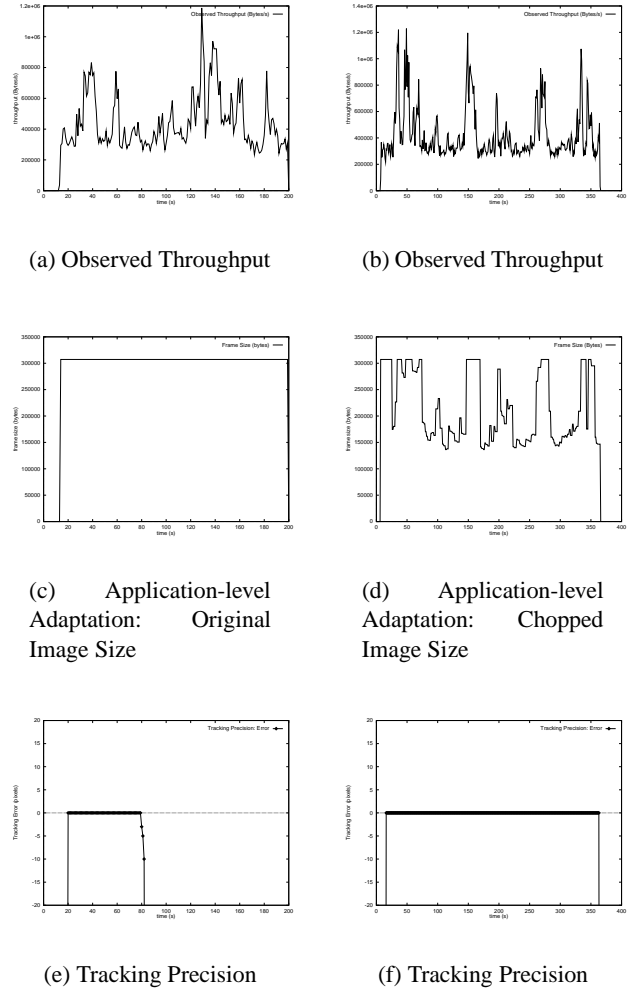 Observed Throughput (Bytes/s)
1.2e+06
1e+06
800000
600000
400000
200000
0
throughput (Bytes/s)
0 20 40 60 80 100 120 140 160 180 200
time (s)
(a) Observed Throughput
Observed Throughput (Bytes/s)
1.4e+06
1.2e+06
1e+06
800000
600000
400000
200000
0
throughput (Bytes/s)
0 50 100 150 200 250 300 350 400
time (s)
(b) Observed Throughput
Frame Size (bytes)
350000
300000
250000
200000
150000
100000
50000
0
frame size (bytes)
0 20 40 60 80 100 120 140 160 180 200
time (s)
(c) Application-level
Adaptation: Original
Image Size
Frame Size (Bytes)
350000
300000
250000
200000
150000
100000
50000
0
frame size (bytes)
0 50 100 150 200 250 300 350 400
time (s)
(d) Application-level
Adaptation: Chopped
Image Size
Tracking Precision: Error
20
15
10
5
0
-5
-10
-15
-20
Tracking Error (pixels)
0 20 40 60 80 100 120 140 160 180 200
time (s)
(e) Tracking Precision
Tracking Precision: Error
20
15
10
5
0
-5
-10
-15
-20
Tracking Error (pixels)
0 50 100 150 200 250 300 350 400
time (s)
(f) Tracking Precision